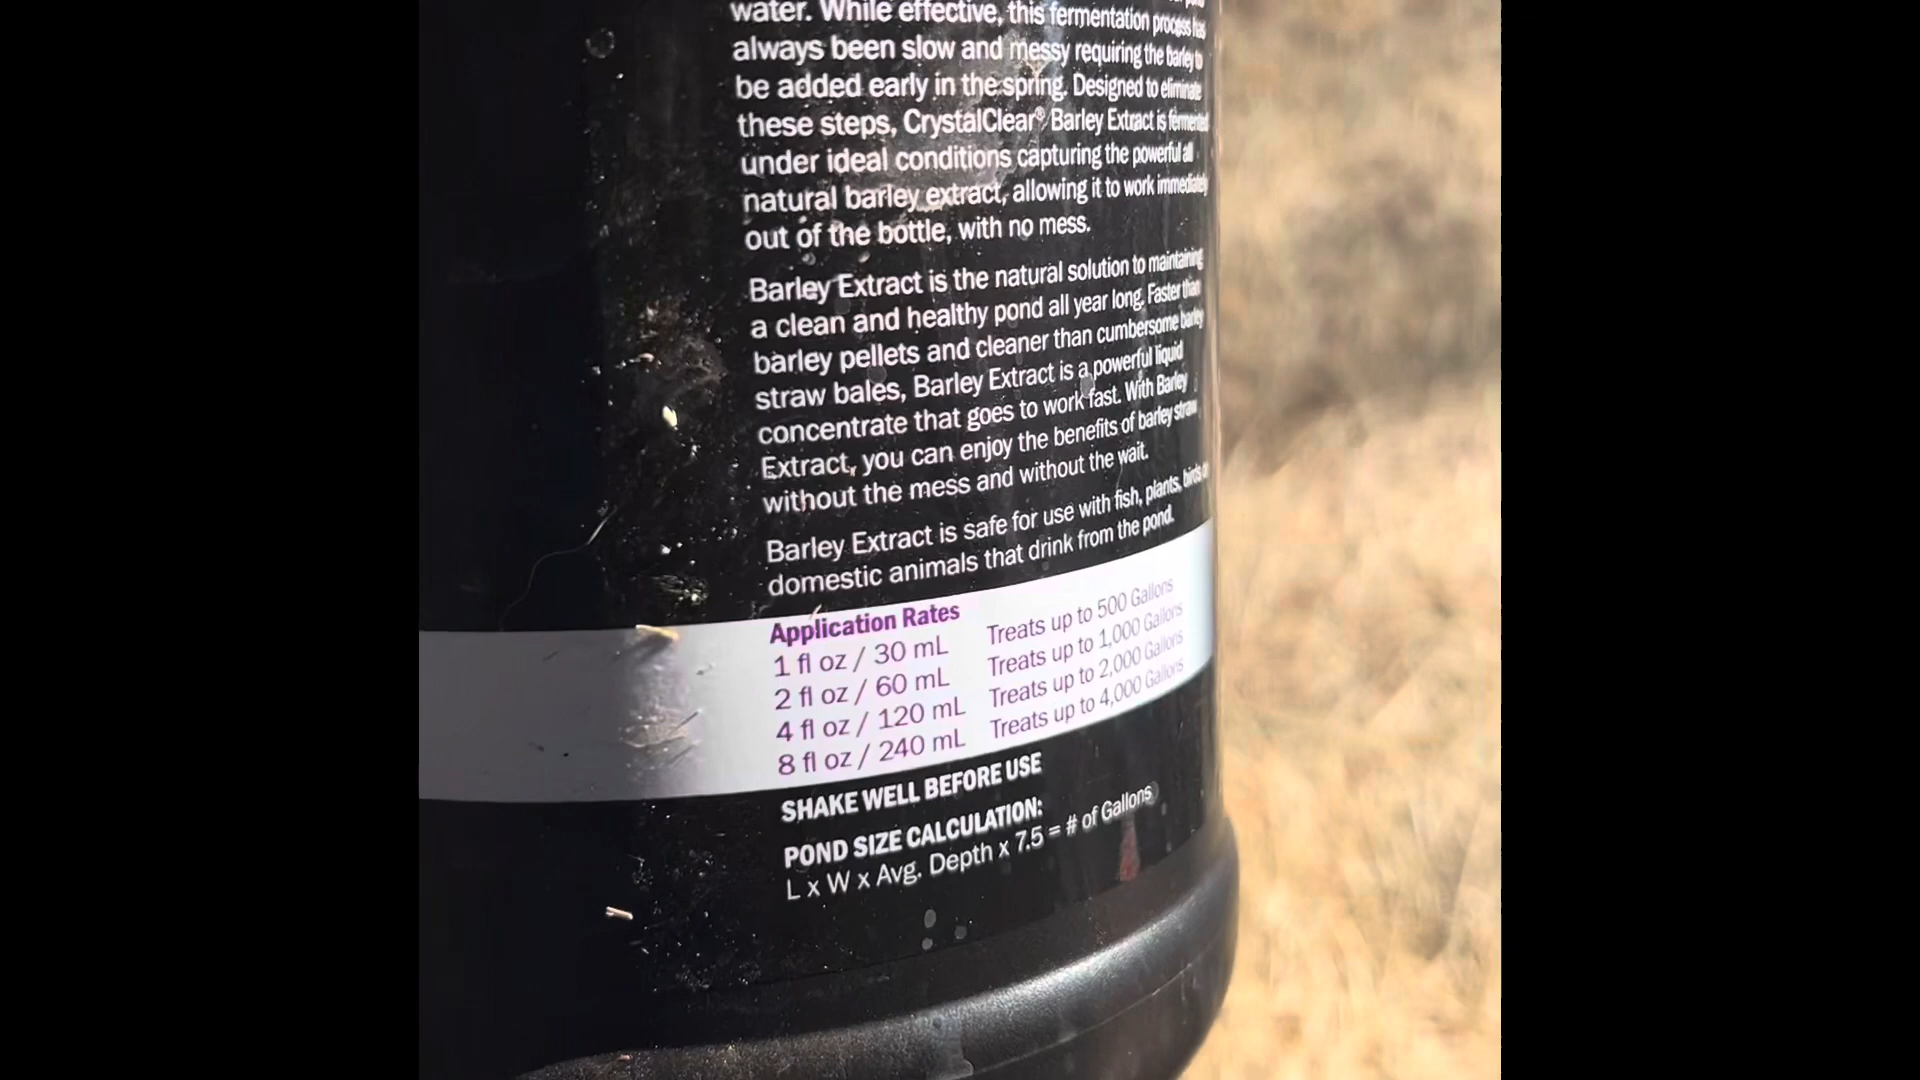 water. While effective, this fermentation process has
always been slow and messy requiring the barley to
be added early in the spring. Designed to eliminate
these steps, CrystalClear® Barley Extract is fermented
under ideal conditions capturing the powerful all
natural barley extract, allowing it to work immediately
out of the bottle, with no mess.
Barley Extract is the natural solution to maintaining
a clean and healthy pond all year long. Faster than
barley pellets and cleaner than cumbersome barley
straw bales, Barley Extract is a powerful liquid
concentrate that goes to work fast. With Barley
Extract, you can enjoy the benefits of barley straw
without the mess and without the wait.
Barley Extract is safe for use with fish, plants, birds or
domestic animals that drink from the pond.
Application Rates
1 fl oz / 30 mL Treats up to 500 Gallons
2 fl oz / 60 mL Treats up to 1,000 Gallons
4 fl oz / 120 mL Treats up to 2,000 Gallons
8 fl oz / 240 mL Treats up to 4,000 Gallons
SHAKE WELL BEFORE USE
POND SIZE CALCULATION:
L x W x Avg. Depth x 7.5 = # of Gallons